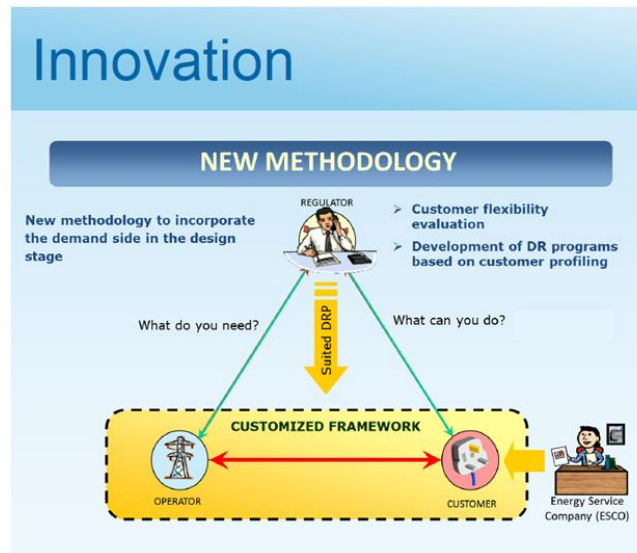 Innovation
NEW METHODOLOGY
REGULATOR
New methodology to incorporate
the demand side in the design
stage
➢ Customer flexibility
evaluation
➢ Development of DR programs
based on customer profiling
What do you need?
What can you do?
Suited DRP
CUSTOMIZED FRAMEWORK
OPERATOR
CUSTOMER
Energy Service
Company (ESCO)